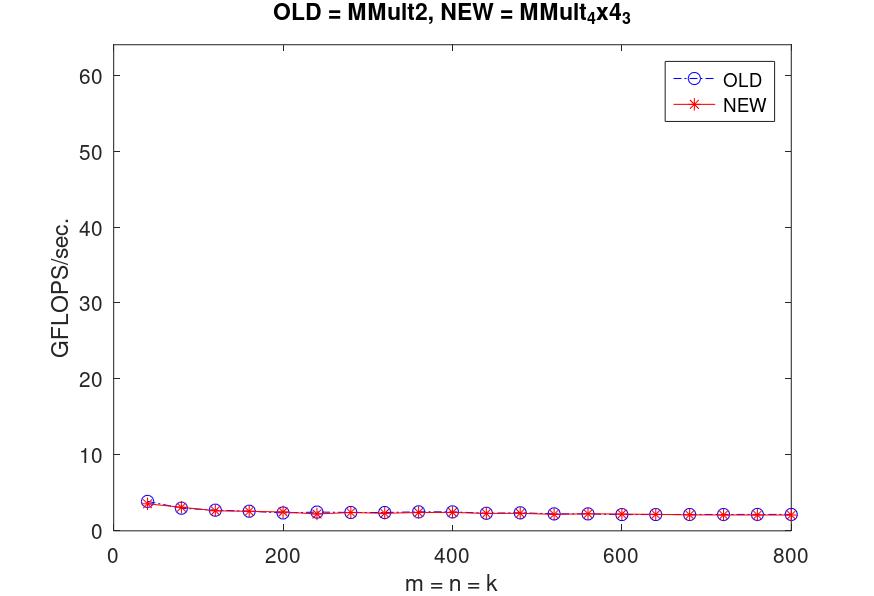 OLD = MMult2, NEW = MMult₄x4₃
OLD
NEW
60
50
40
30
20
10
0
GFLOPS/sec.
0 200 400 600 800
m = n = k